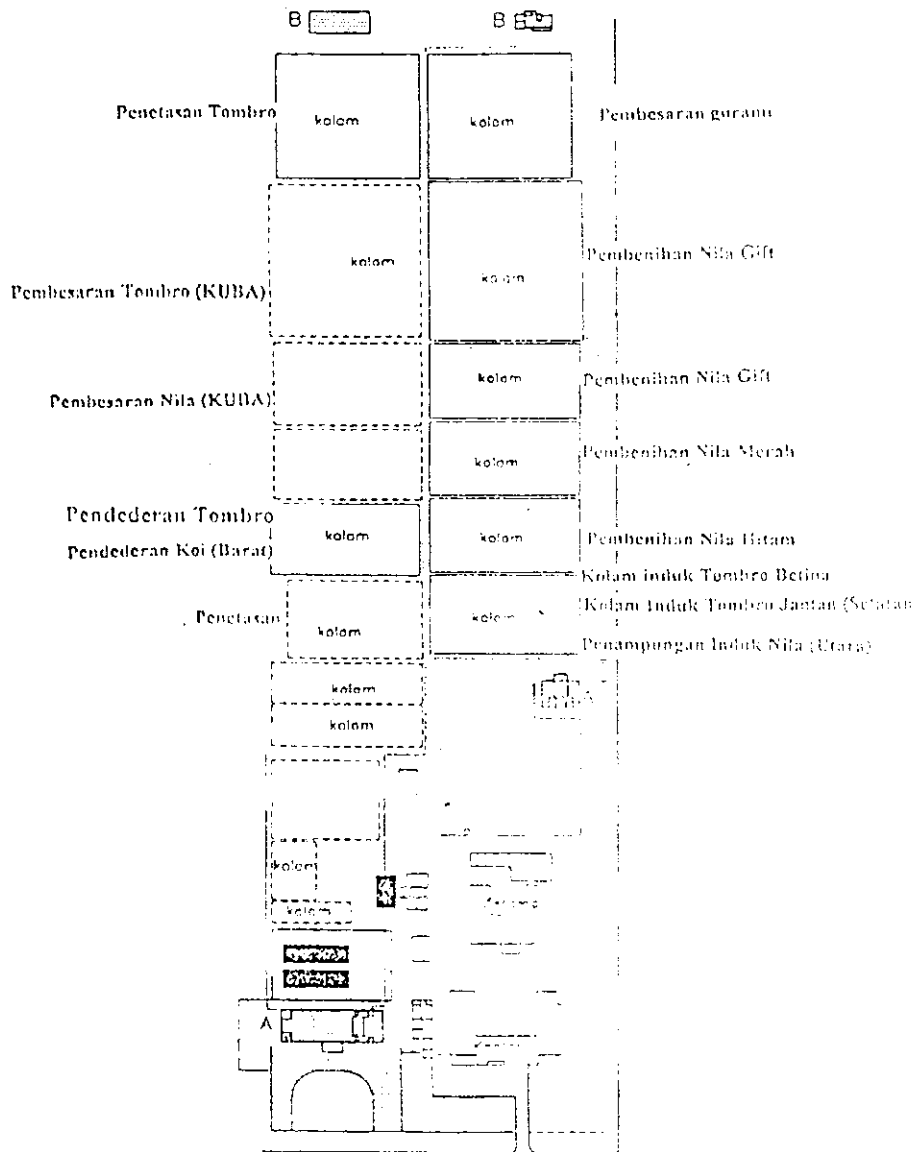 B B
Penetasan Tombro kolam kolam Pembesaran gurami
kolam Pembenihan Nila Gift
kolam
Pembesaran Tombro (KUBA)
kolam Pembenihan Nila Gift
Pembesaran Nila (KUBA)
kolam Pembenihan Nila Merah
Pendederan Tombro
kolam kolam Pembenihan Nila Hitam
Pendederan Koi (Barat)
Kolam induk Tombro Betina
kolam Kolam Induk Tombro Jantan (Selatan
Penetasan kolam
Penampungan Induk Nila (Utara)
kolam
A
kolam
kolam
kolam
A